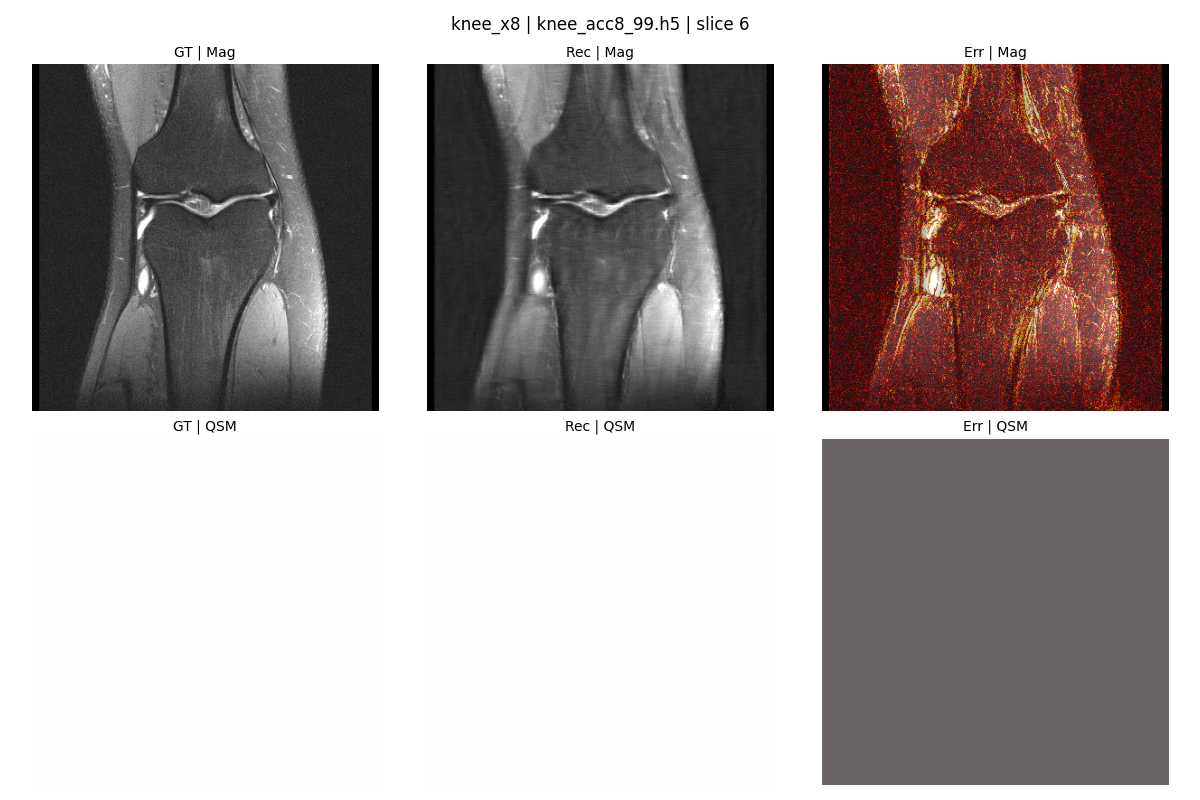 knee_x8 | knee_acc8_99.h5 | slice 6
GT | Mag
Rec | Mag
Err | Mag
GT | QSM
Rec | QSM
Err | QSM